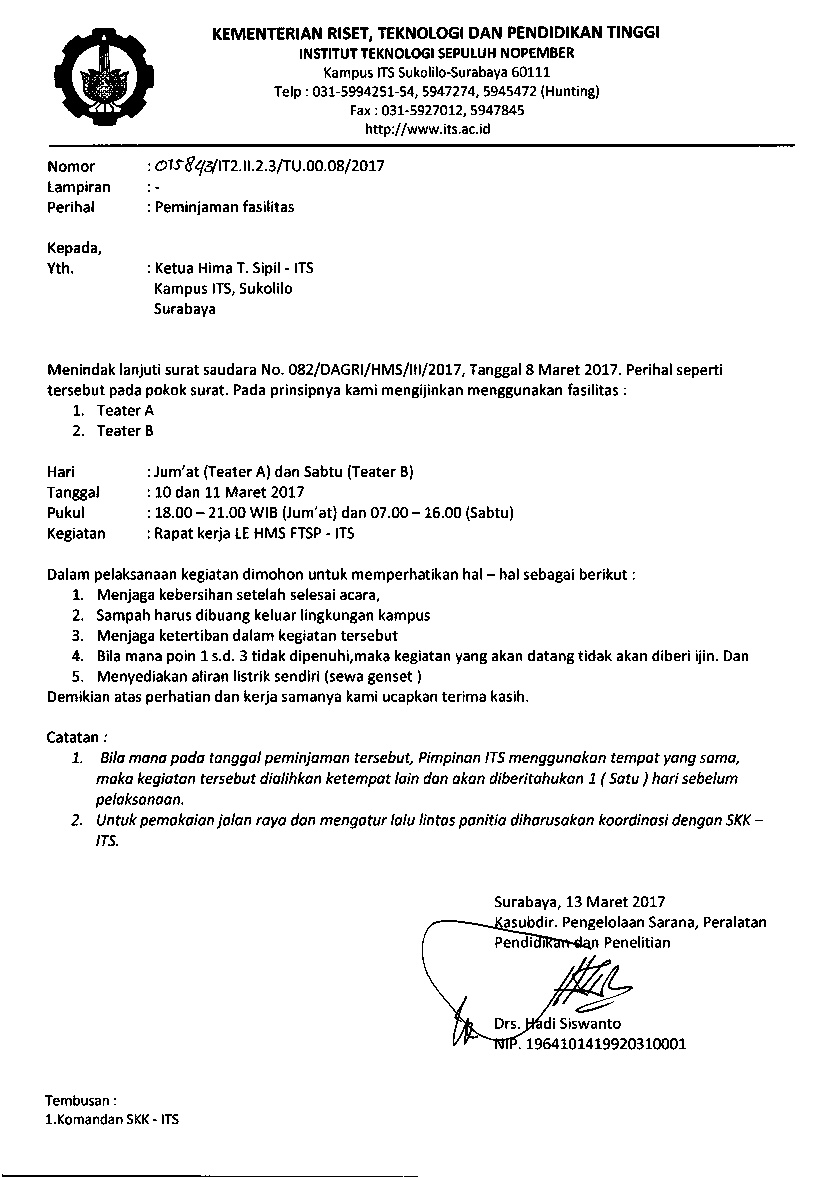 KEMENTERIAN RISET, TEKNOLOGI DAN PENDIDIKAN TINGGI
INSTITUT TEKNOLOGI SEPULUH NOPEMBER
Kampus ITS Sukolilo-Surabaya 60111
Telp : 031-5994251-54, 5947274, 5945472 (Hunting)
Fax : 031-5927012, 5947845
http://www.its.ac.id
Nomor : 015843/IT2.II.2.3/TU.00.08/2017
Lampiran : -
Perihal : Peminjaman fasilitas
Kepada,
Yth. : Ketua Hima T. Sipil - ITS
Kampus ITS, Sukolilo
Surabaya
Menindak lanjuti surat saudara No. 082/DAGRI/HMS/III/2017, Tanggal 8 Maret 2017. Perihal seperti
tersebut pada pokok surat. Pada prinsipnya kami mengijinkan menggunakan fasilitas :
1. Teater A
2. Teater B
Hari : Jum'at (Teater A) dan Sabtu (Teater B)
Tanggal : 10 dan 11 Maret 2017
Pukul : 18.00 – 21.00 WIB (Jum'at) dan 07.00 – 16.00 (Sabtu)
Kegiatan : Rapat kerja LE HMS FTSP - ITS
Dalam pelaksanaan kegiatan dimohon untuk memperhatikan hal – hal sebagai berikut :
1. Menjaga kebersihan setelah selesai acara,
2. Sampah harus dibuang keluar lingkungan kampus
3. Menjaga ketertiban dalam kegiatan tersebut
4. Bila mana poin 1 s.d. 3 tidak dipenuhi,maka kegiatan yang akan datang tidak akan diberi ijin. Dan
5. Menyediakan aliran listrik sendiri (sewa genset )
Demikian atas perhatian dan kerja samanya kami ucapkan terima kasih.
Catatan :
1. Bila mana pada tanggal peminjaman tersebut, Pimpinan ITS menggunakan tempat yang sama,
maka kegiatan tersebut dialihkan ketempat lain dan akan diberitahukan 1 ( Satu ) hari sebelum
pelaksanaan.
2. Untuk pemakaian jalan raya dan mengatur lalu lintas panitia diharusakan koordinasi dengan SKK –
ITS.
Surabaya, 13 Maret 2017
Kasubdir. Pengelolaan Sarana, Peralatan
Pendidikan dan Penelitian
Drs. Hadi Siswanto
NIP. 1964101419920310001
Tembusan :
1.Komandan SKK - ITS